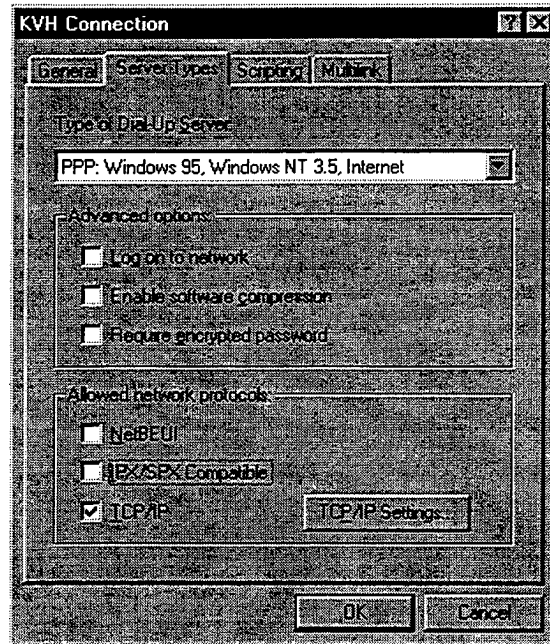 KVH Connection
General Server Types Scripting Multilink
Type of Dial-Up Server:
PPP: Windows 95, Windows NT 3.5, Internet
Advanced options:
Log on to network
Enable software compression
Require encrypted password
Allowed network protocols:
NetBEUI
IPX/SPX Compatible
TCP/IP TCP/IP Settings...
OK Cancel